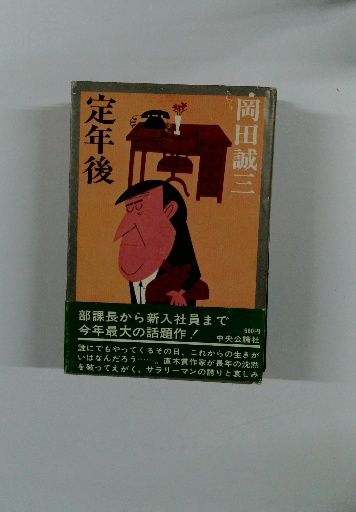 定年後
岡田誠三
部課長から新入社員まで
今年最大の話題作!
680円
中央公論社
誰にでもやってくるその日、これからの生きが
いはなんだろう……。直木賞作家が長年の沈黙
を破ってえがく、サラリーマンの誇りと哀しみ